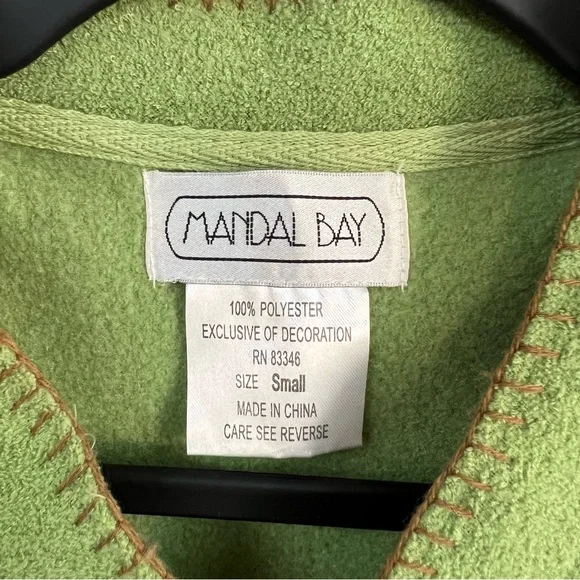 MANDAL BAY
100% POLYESTER
EXCLUSIVE OF DECORATION
RN 83346
SIZE Small
MADE IN CHINA
CARE SEE REVERSE